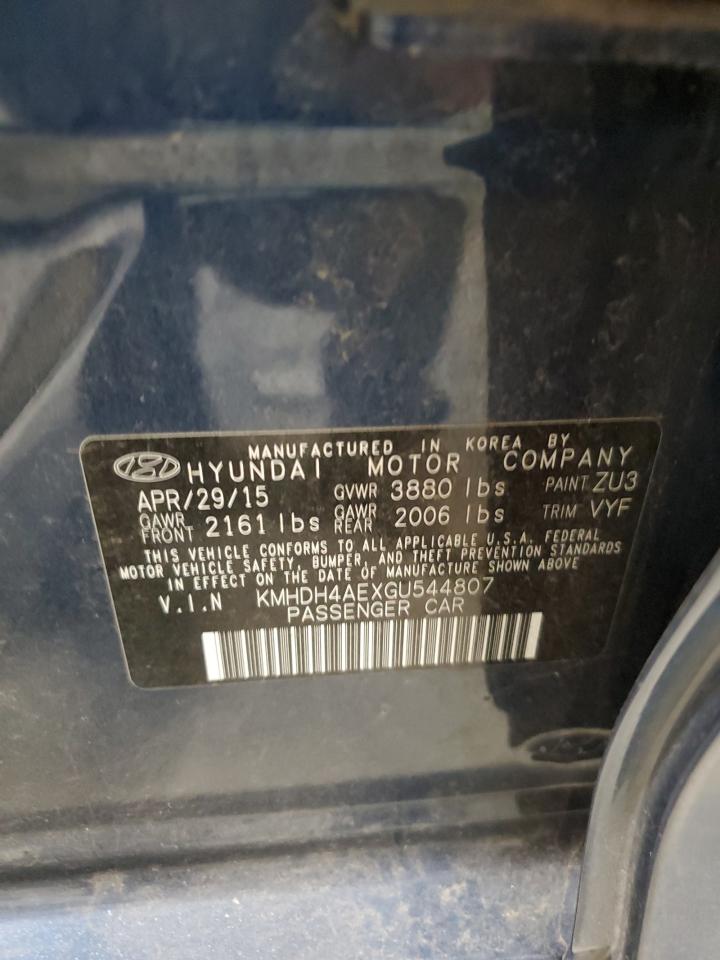 MANUFACTURED IN KOREA BY
HYUNDAI MOTOR COMPANY
APR/29/15 GVWR 3880 lbs PAINT ZU3
GAWR FRONT 2161 lbs GAWR REAR 2006 lbs TRIM VYF
THIS VEHICLE CONFORMS TO ALL APPLICABLE U.S.A. FEDERAL
MOTOR VEHICLE SAFETY, BUMPER, AND THEFT PREVENTION STANDARDS
IN EFFECT ON THE DATE OF MANUFACTURE SHOWN ABOVE
V.I.N KMHDH4AEXGU544807
PASSENGER CAR